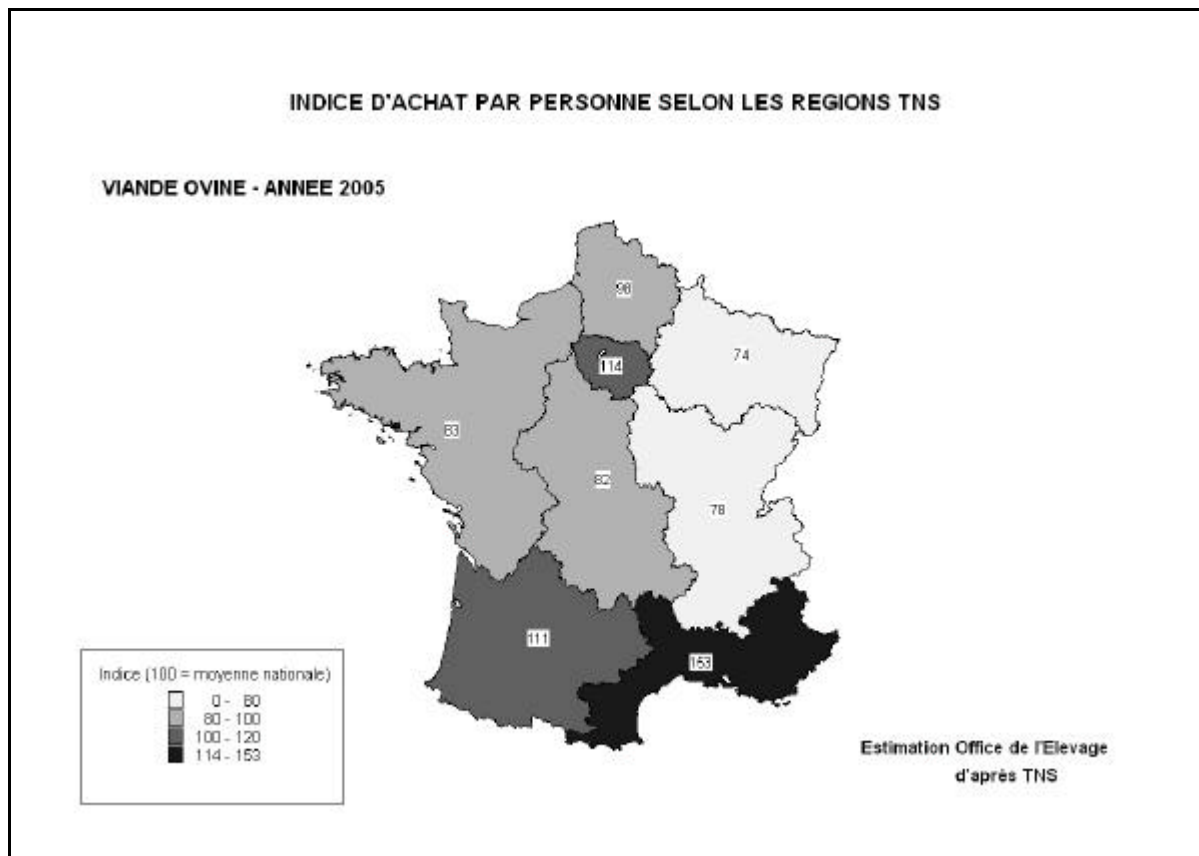 INDICE D'ACHAT PAR PERSONNE SELON LES REGIONS TNS
VIANDE OVINE - ANNEE 2005
98
74
114
83
82
78
111
153
Indice (100 = moyenne nationale)
0 - 80
80 - 100
100 - 120
114 - 153
Estimation Office de l'Elevage
d'après TNS